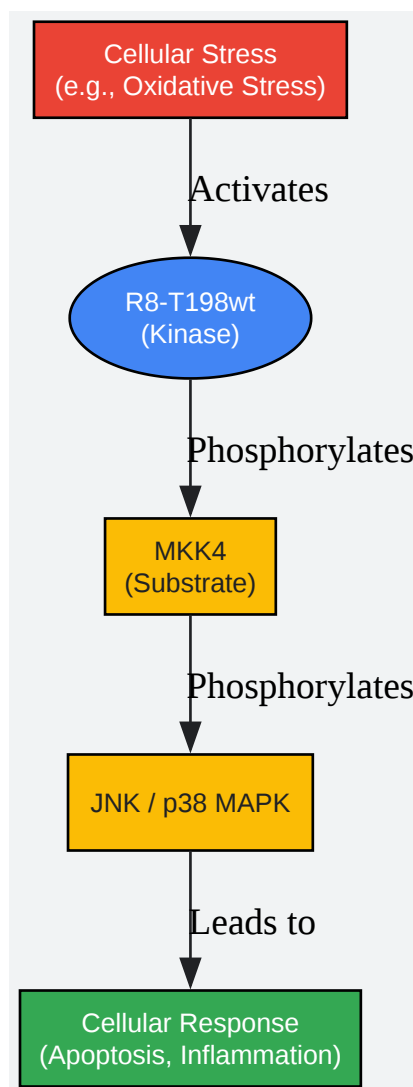 Cellular Stress
(e.g., Oxidative Stress)
Activates
R8-T198wt
(Kinase)
Phosphorylates
MKK4
(Substrate)
Phosphorylates
JNK / p38 MAPK
Leads to
Cellular Response
(Apoptosis, Inflammation)